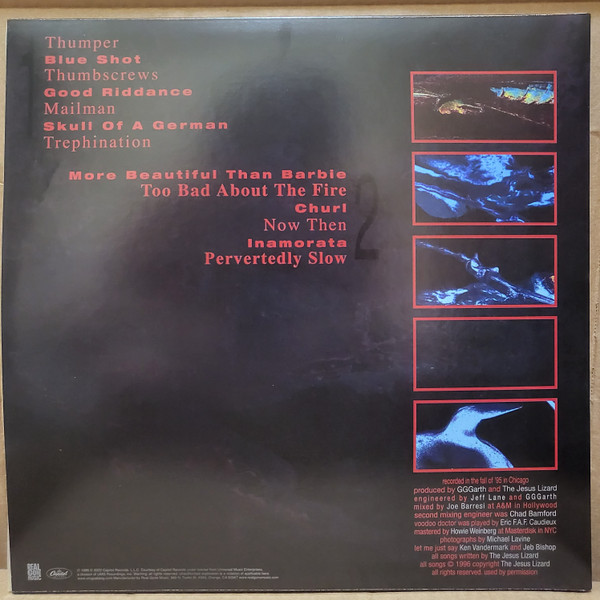 Thumper
Blue Shot
Thumbscrews
Good Riddance
Mailman
Skull Of A German
Trephination
More Beautiful Than Barbie
Too Bad About The Fire
Churl
Now Then
Inamorata
Pervertedly Slow
2
recorded in the fall of '95 in Chicago
produced by GGGarth and The Jesus Lizard
engineered by Jeff Lane and GGGarth
mixed by Joe Barresi at A&M in Hollywood
second mixing engineer was Chad Bamford
voodoo doctor was played by Eric F.A.F. Caudieux
mastered by Howie Weinberg at Masterdisk in NYC
photographs by Michael Lavine
let me just say Ken Vandermark and Jeb Bishop
all songs written by The Jesus Lizard
all songs © 1996 copyright The Jesus Lizard
all rights reserved. used by permission
REAL GONE MUSIC
Capitol